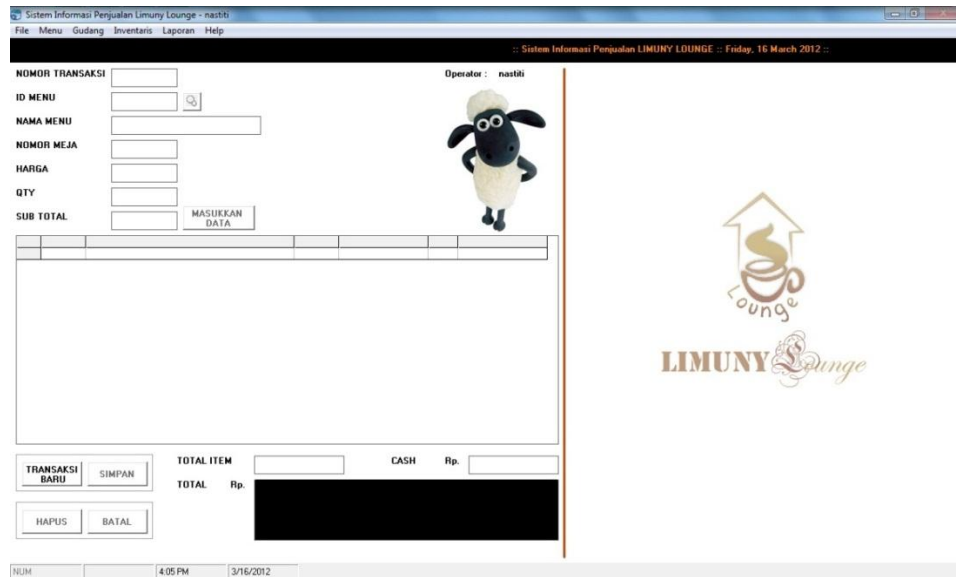 Sistem Informasi Penjualan Limuny Lounge - nastiti
File Menu Gudang Inventaris Laporan Help
:: Sistem Informasi Penjualan LIMUNY LOUNGE :: Friday, 16 March 2012 ::
NOMOR TRANSAKSI
Operator : nastiti
ID MENU
NAMA MENU
NOMOR MEJA
HARGA
QTY
SUB TOTAL
MASUKKAN
DATA
Lounge
LIMUNY Lounge
TRANSAKSI
BARU
SIMPAN
TOTAL ITEM
CASH Rp.
TOTAL Rp.
HAPUS
BATAL
NUM
4:05 PM
3/16/2012